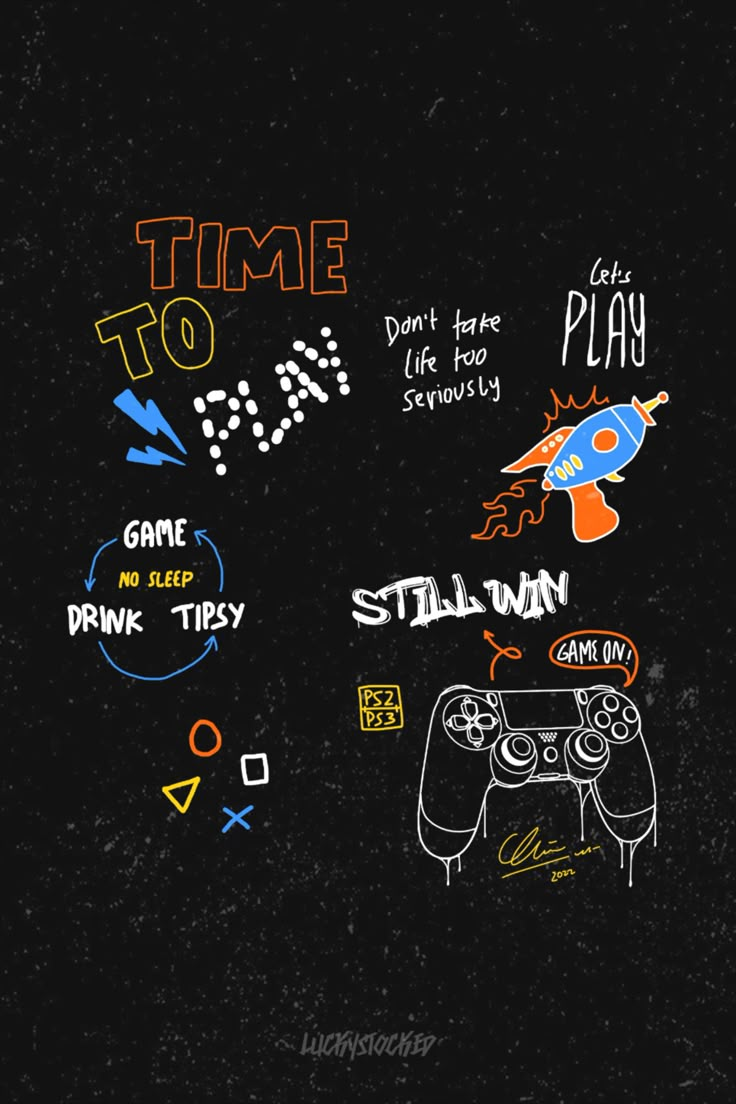 TIME
TO
PLAY
Don't take
life too
seriously
Let's
PLAY
GAME
NO SLEEP
DRINK TIPSY
STILL WIN
GAME ON!
PS2
PS3
2022
LUCKYSTOCKED